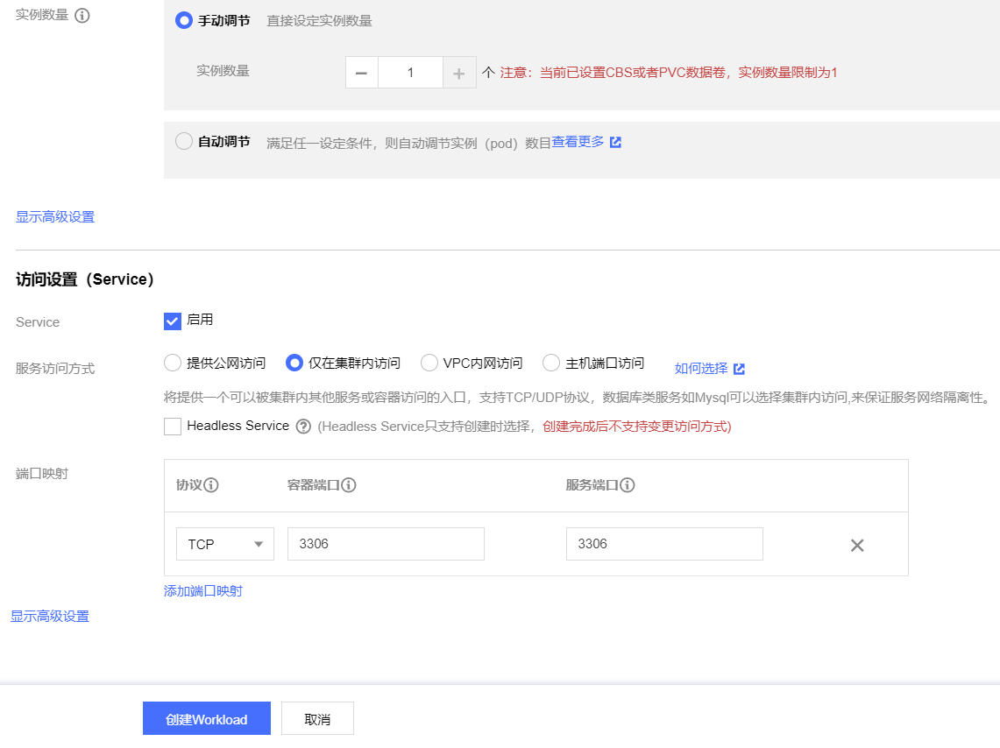 实例数量
手动调节 直接设定实例数量
实例数量 1 个 注意：当前已设置CBS或者PVC数据卷，实例数量限制为1
自动调节 满足任一设定条件，则自动调节实例（pod）数目查看更多
显示高级设置
访问设置（Service）
Service 启用
服务访问方式 提供公网访问 仅在集群内访问 VPC内网访问 主机端口访问 如何选择
将提供一个可以被集群内其他服务或容器访问的入口，支持TCP/UDP协议，数据库类服务如Mysql可以选择集群内访问,来保证服务网络隔离性。
Headless Service (Headless Service只支持创建时选择，创建完成后不支持变更访问方式)
端口映射
协议 容器端口 服务端口
TCP 3306 3306
添加端口映射
显示高级设置
创建Workload 取消